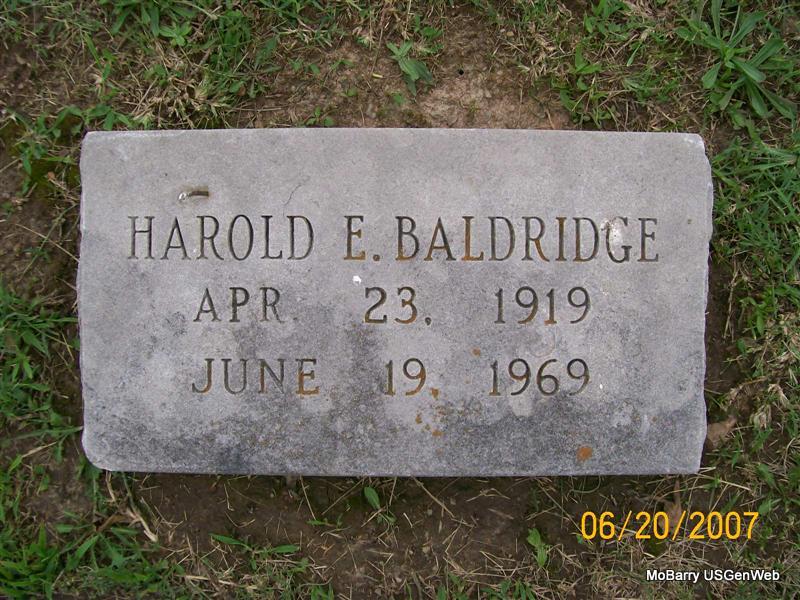 HAROLD E. BALDRIDGE
APR. 23, 1919
JUNE 19, 1969
06/20/2007
MoBarry USGenWeb